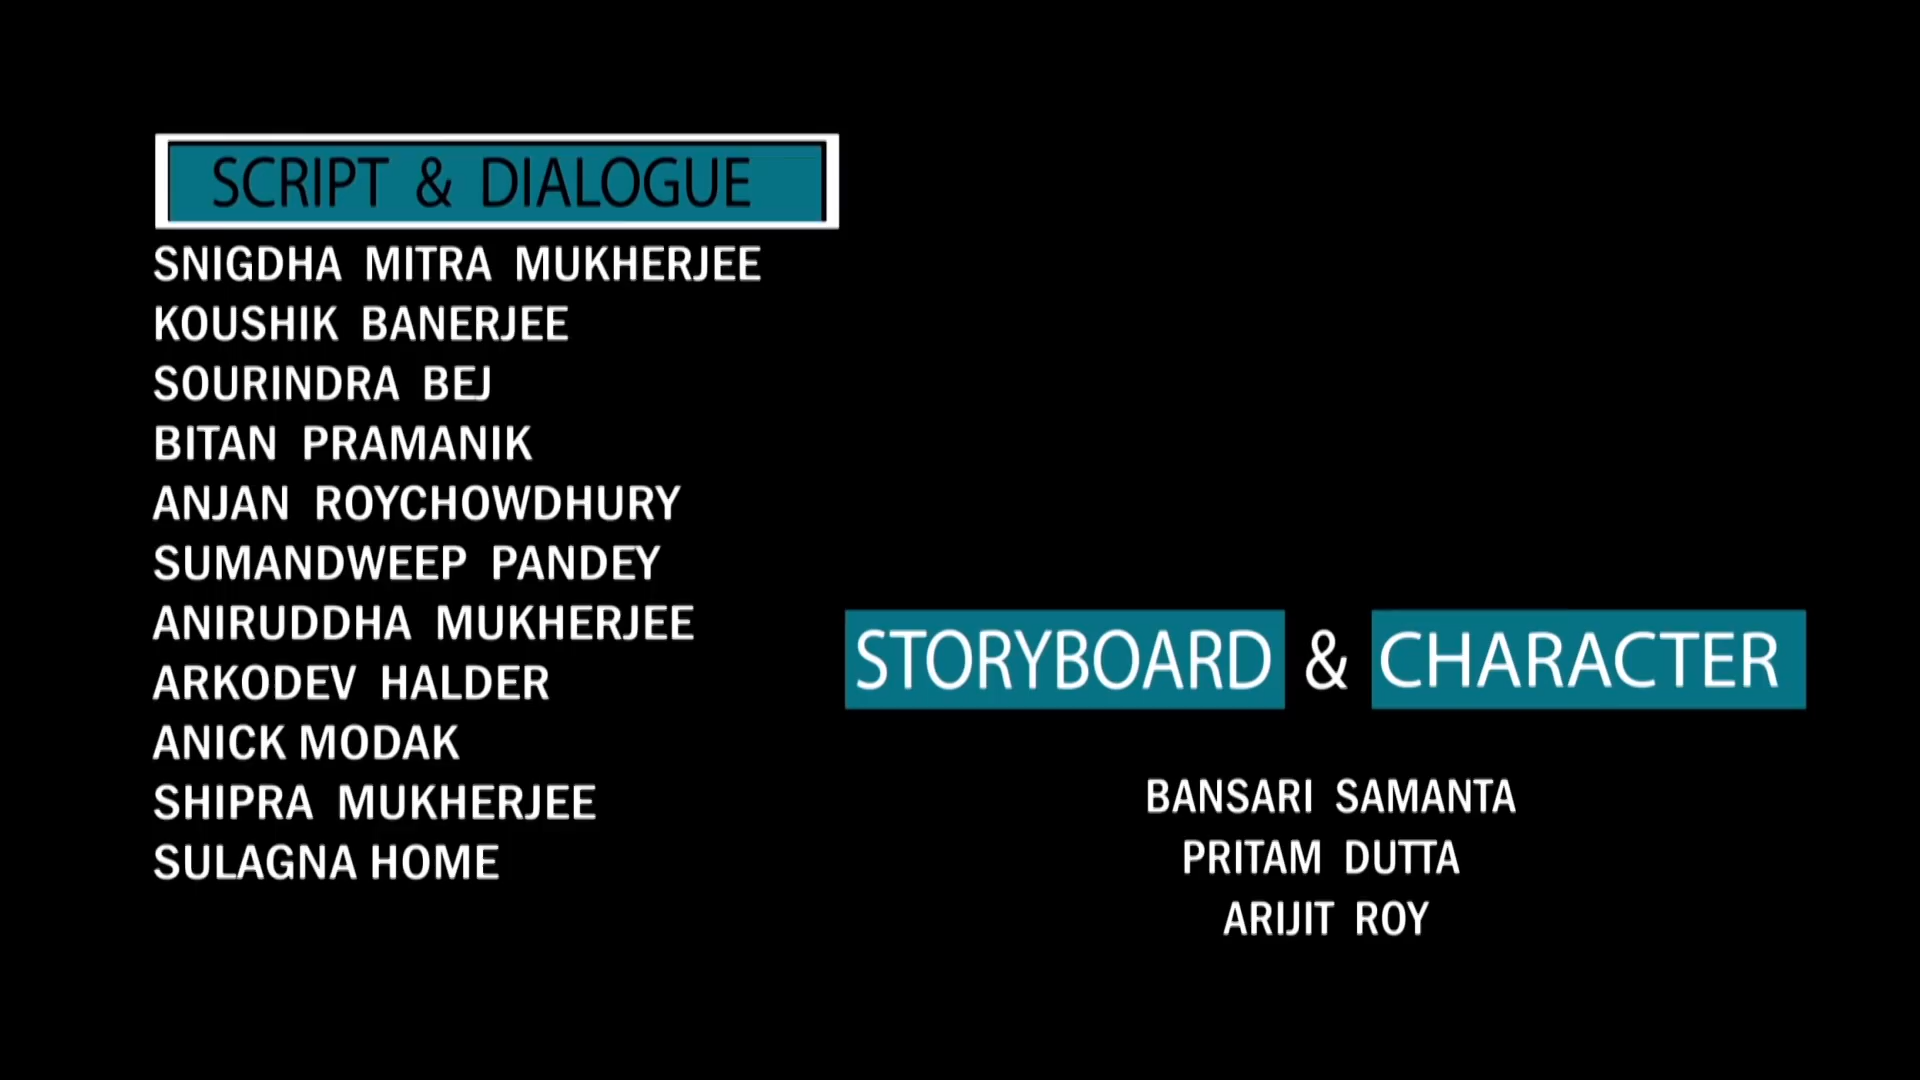 SCRIPT & DIALOGUE
SNIGDHA MITRA MUKHERJEE
KOUSHIK BANERJEE
SOURINDRA BEJ
BITAN PRAMANIK
ANJAN ROYCHOWDHURY
SUMANDWEEP PANDEY
ANIRUDDHA MUKHERJEE
ARKODEV HALDER
ANICK MODAK
SHIPRA MUKHERJEE
SULAGNA HOME
STORYBOARD & CHARACTER
BANSARI SAMANTA
PRITAM DUTTA
ARIJIT ROY